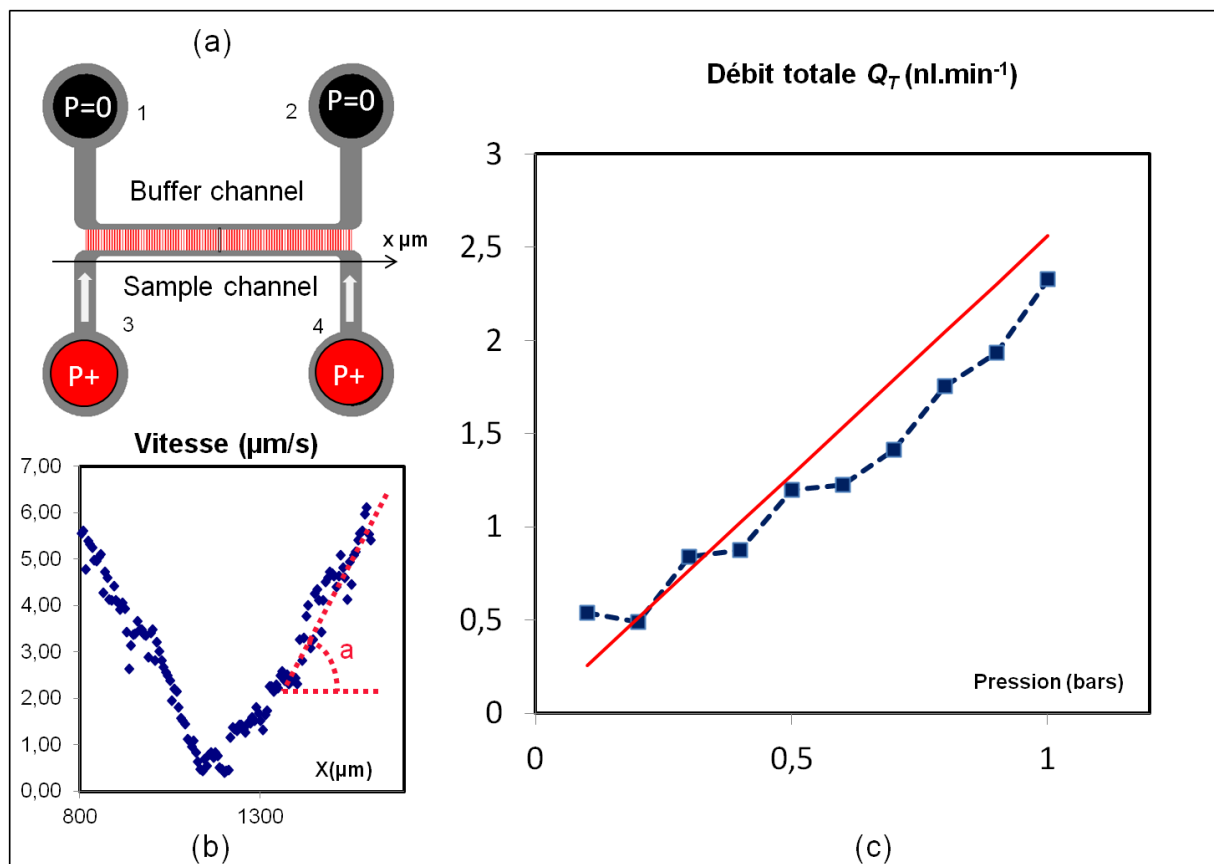 (a)
P=0
1
2
P=0
Buffer channel
x µm
Sample channel
3
4
P+
P+
Vitesse (µm/s)
7,00
6,00
5,00
4,00
3,00
2,00
1,00
0,00
a
X(µm)
800
1300
(b)
Débit totale Q_T (nl.min⁻¹)
3
2,5
2
1,5
1
0,5
0
Pression (bars)
0
0,5
1
(c)